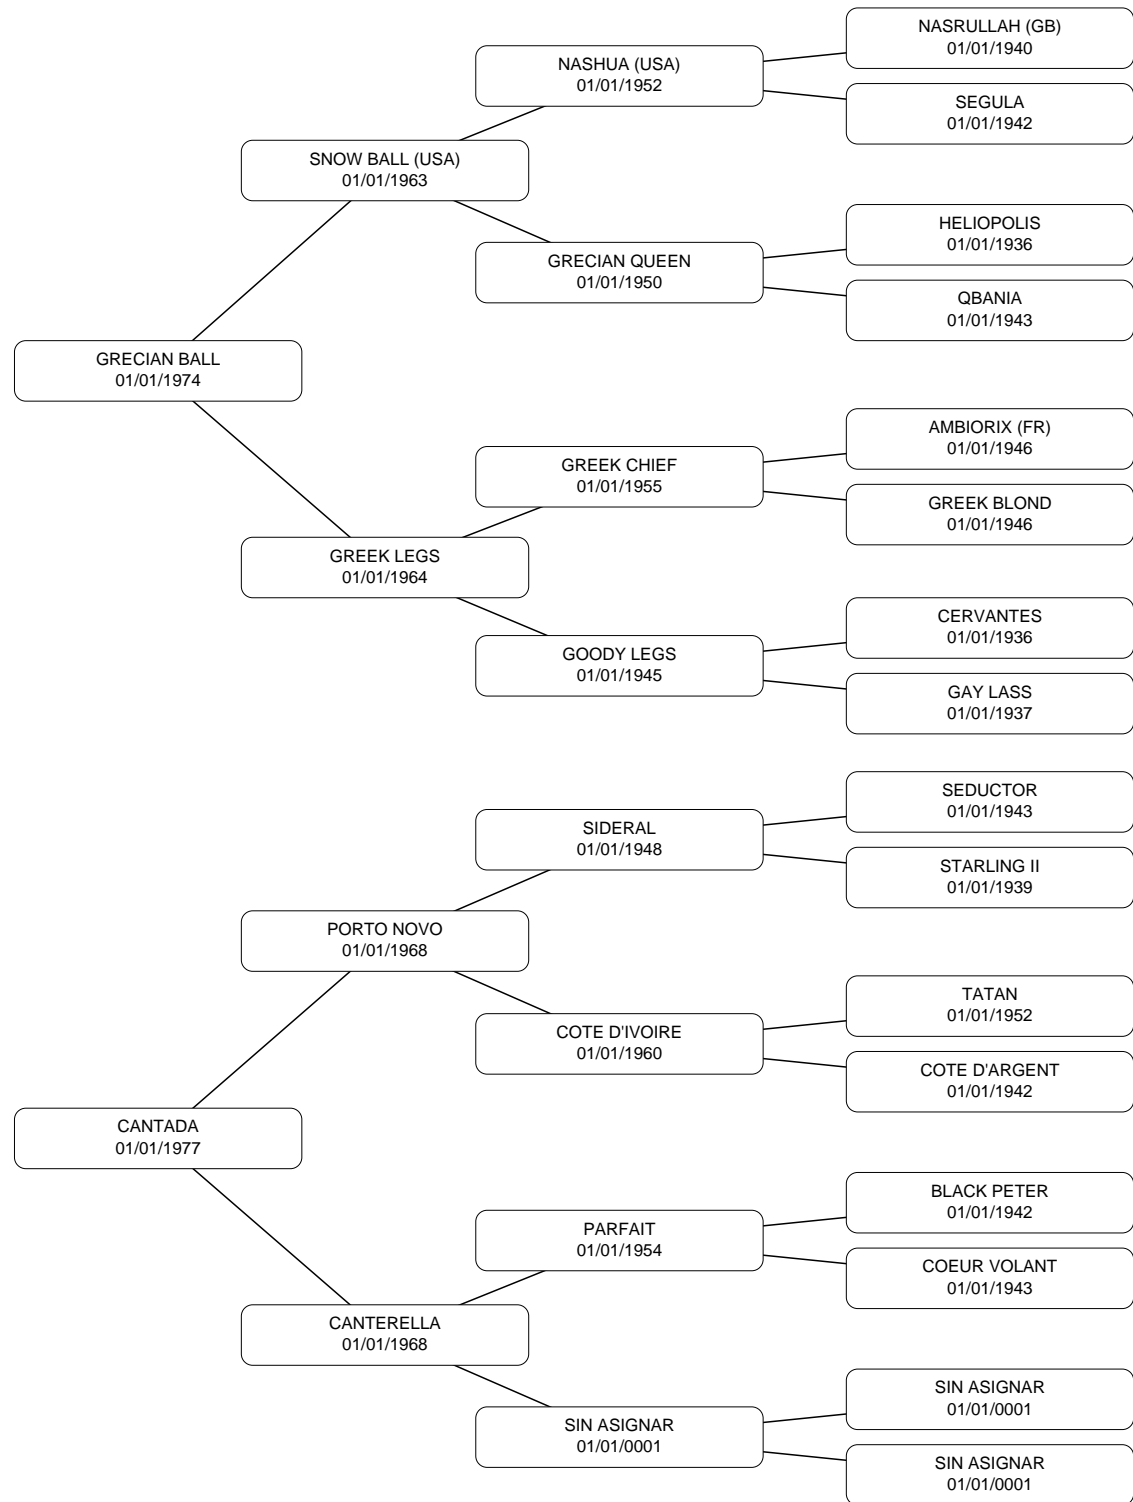 NASRULLAH (GB)
01/01/1940
NASHUA (USA)
01/01/1952
SEGULA
01/01/1942
SNOW BALL (USA)
01/01/1963
HELIOPOLIS
01/01/1936
GRECIAN QUEEN
01/01/1950
QBANIA
01/01/1943
GRECIAN BALL
01/01/1974
AMBIORIX (FR)
01/01/1946
GREEK CHIEF
01/01/1955
GREEK BLOND
01/01/1946
GREEK LEGS
01/01/1964
CERVANTES
01/01/1936
GOODY LEGS
01/01/1945
GAY LASS
01/01/1937
SEDUCTOR
01/01/1943
SIDERAL
01/01/1948
STARLING II
01/01/1939
PORTO NOVO
01/01/1968
TATAN
01/01/1952
COTE D'IVOIRE
01/01/1960
COTE D'ARGENT
01/01/1942
CANTADA
01/01/1977
BLACK PETER
01/01/1942
PARFAIT
01/01/1954
COEUR VOLANT
01/01/1943
CANTERELLA
01/01/1968
SIN ASIGNAR
01/01/0001
SIN ASIGNAR
01/01/0001
SIN ASIGNAR
01/01/0001